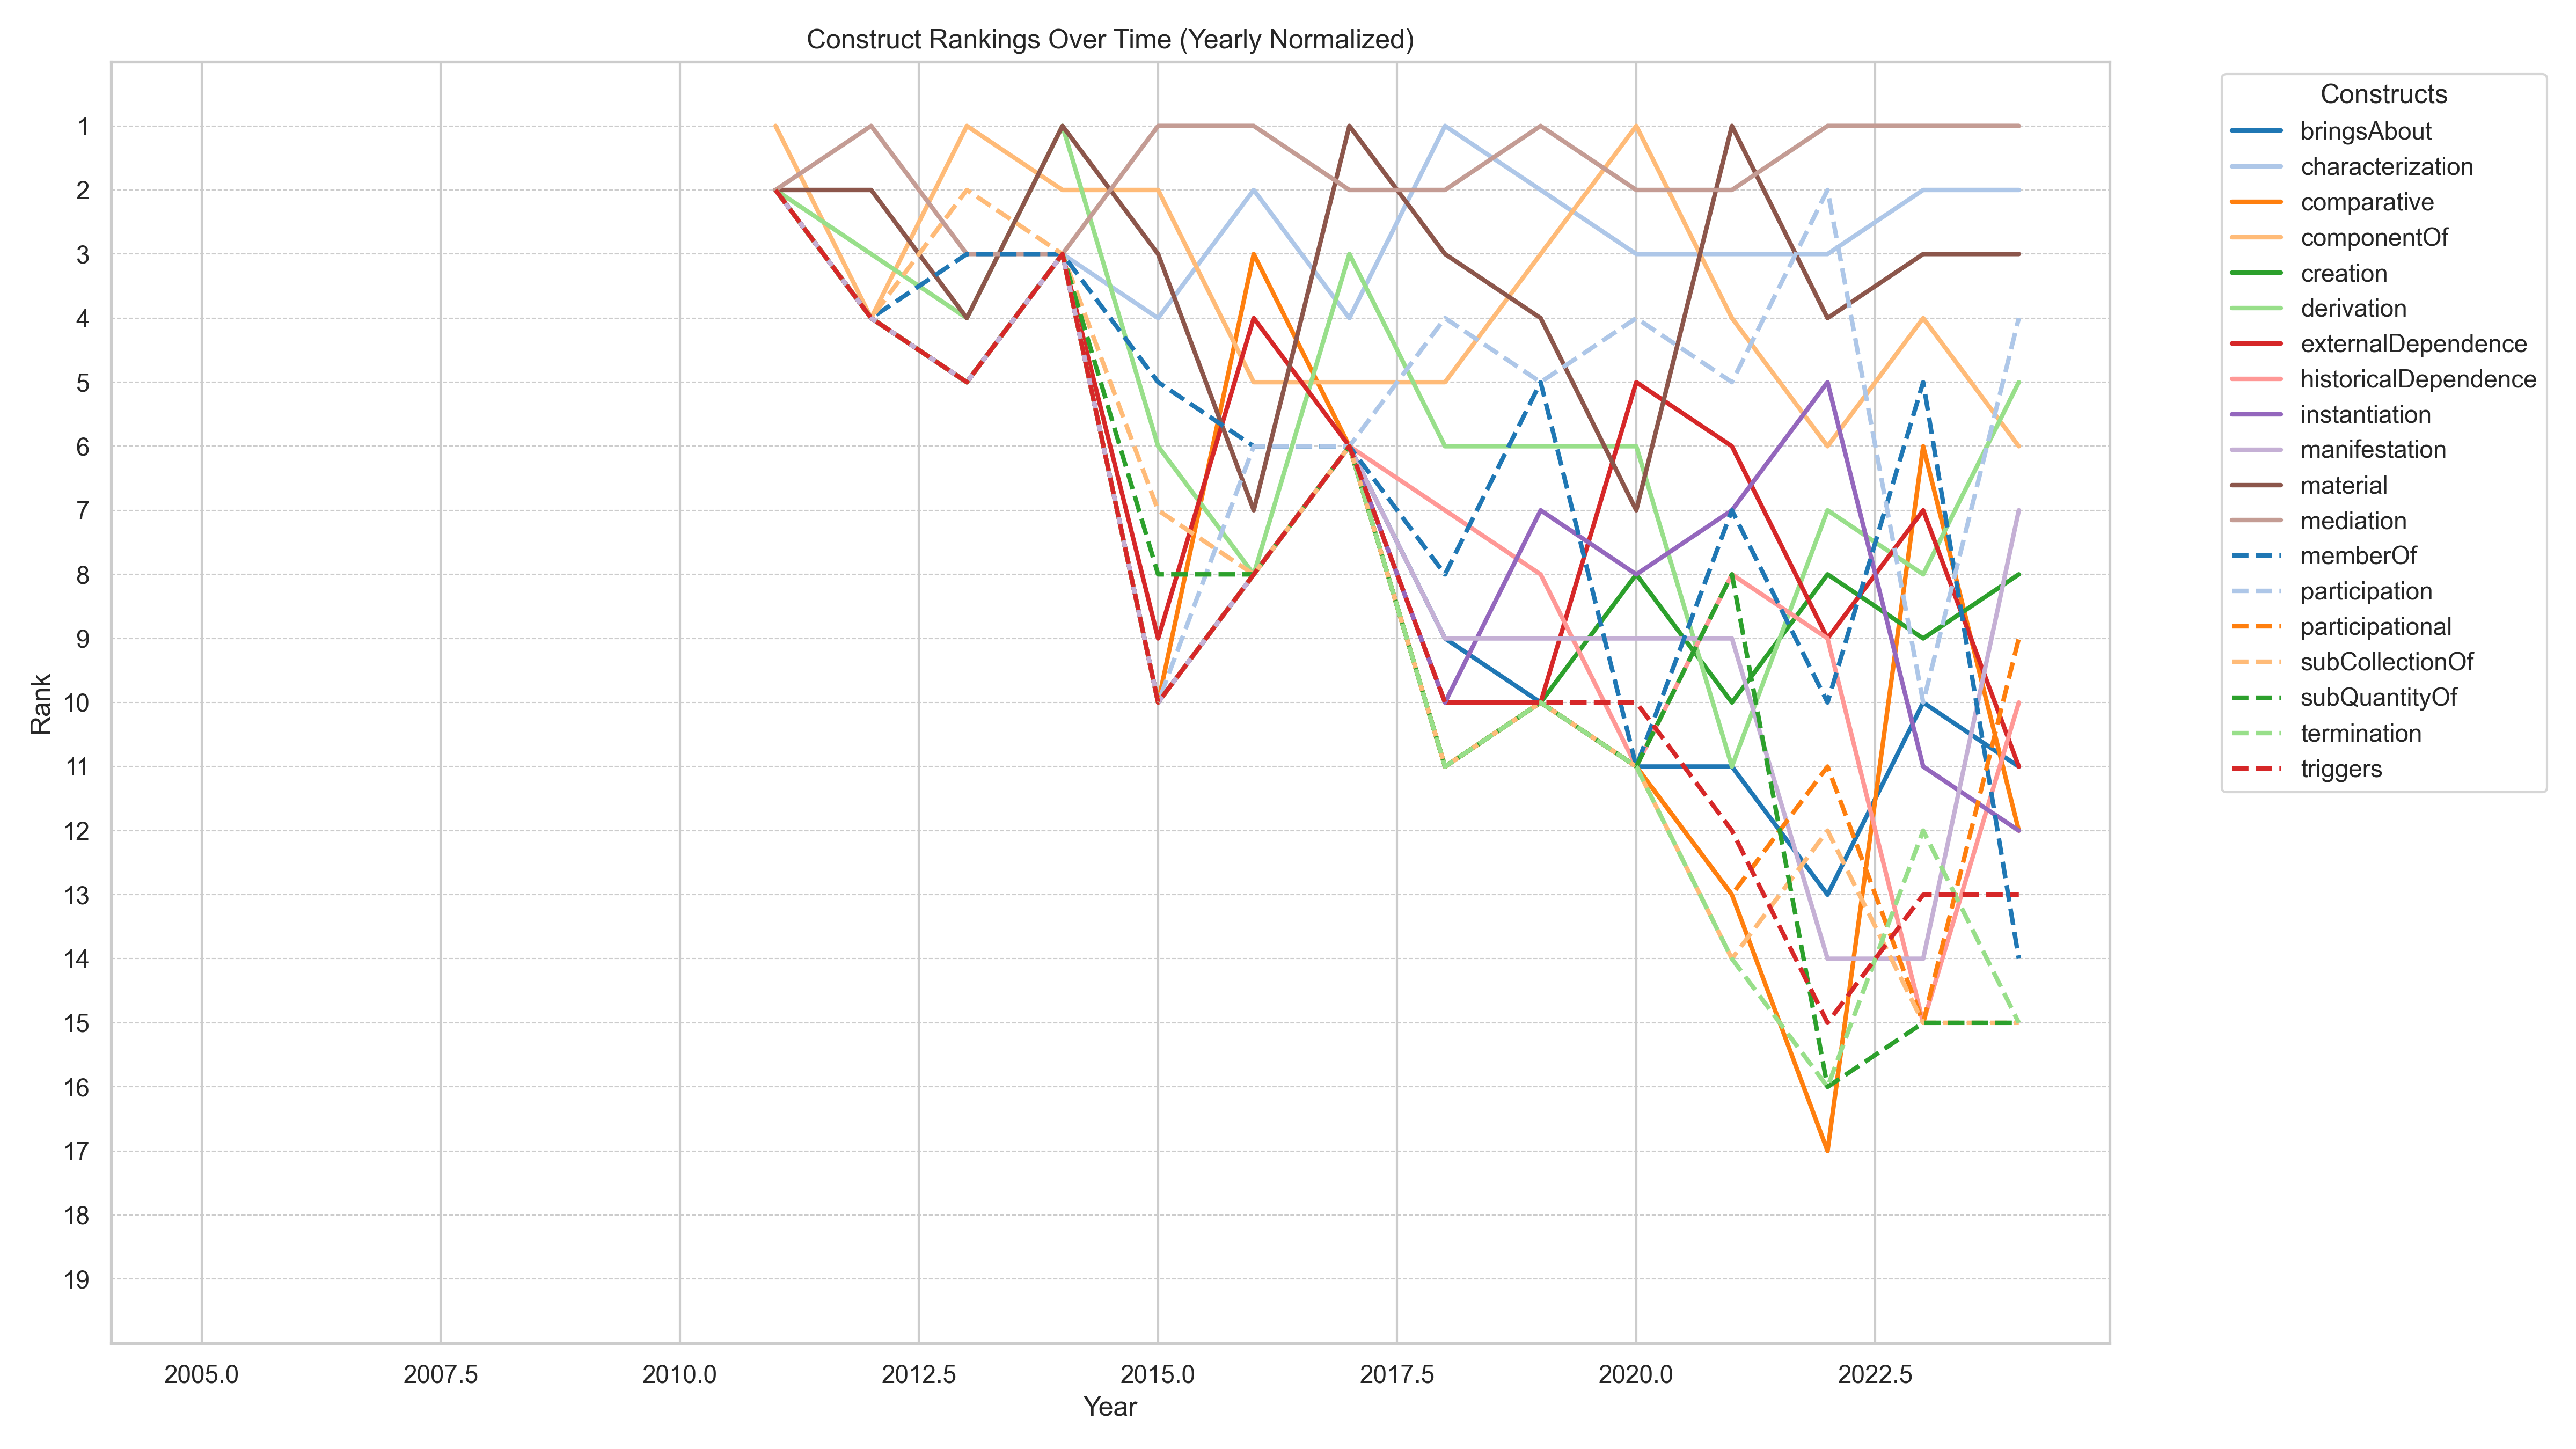 Construct Rankings Over Time (Yearly Normalized)
Rank
1
2
3
4
5
6
7
8
9
10
11
12
13
14
15
16
17
18
19
2005.0 2007.5 2010.0 2012.5 2015.0 2017.5 2020.0 2022.5
Year
Constructs
bringsAbout
characterization
comparative
componentOf
creation
derivation
externalDependence
historicalDependence
instantiation
manifestation
material
mediation
memberOf
participation
participational
subCollectionOf
subQuantityOf
termination
triggers